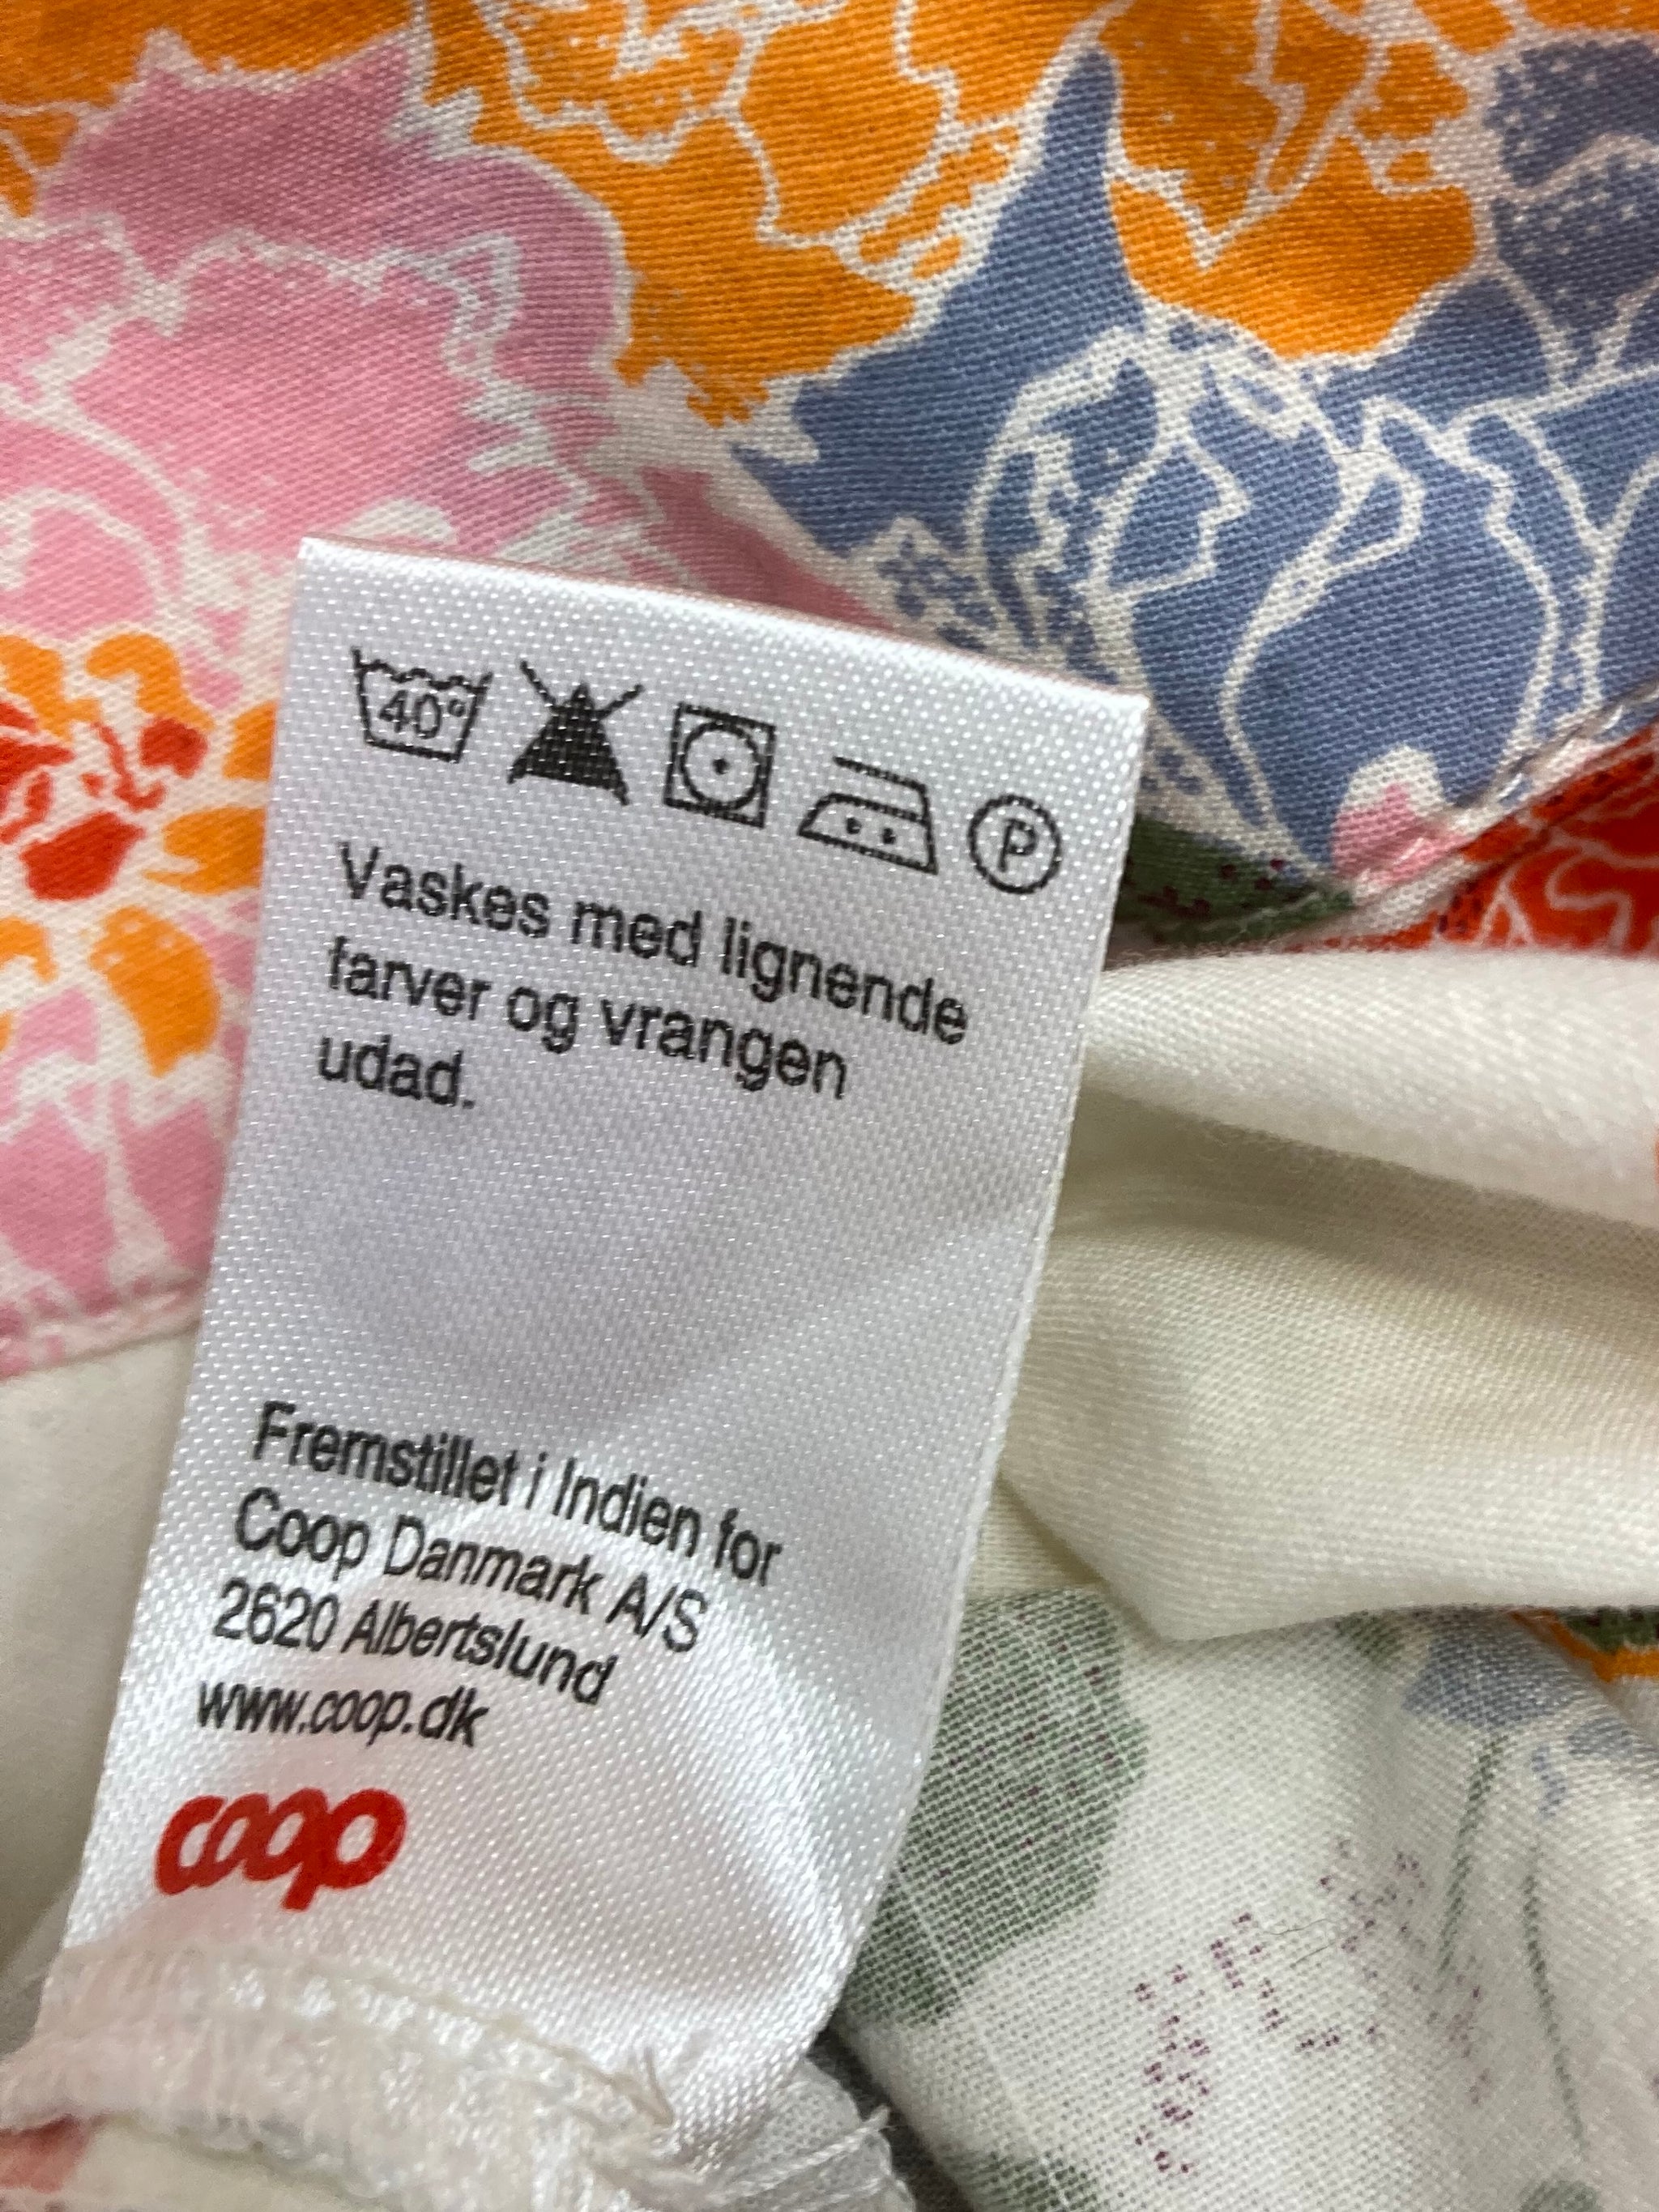 40°
P
Vaskes med lignende
farver og vrangen
udad.
Fremstillet i Indien for
Coop Danmark A/S
2620 Albertslund
www.coop.dk
coop